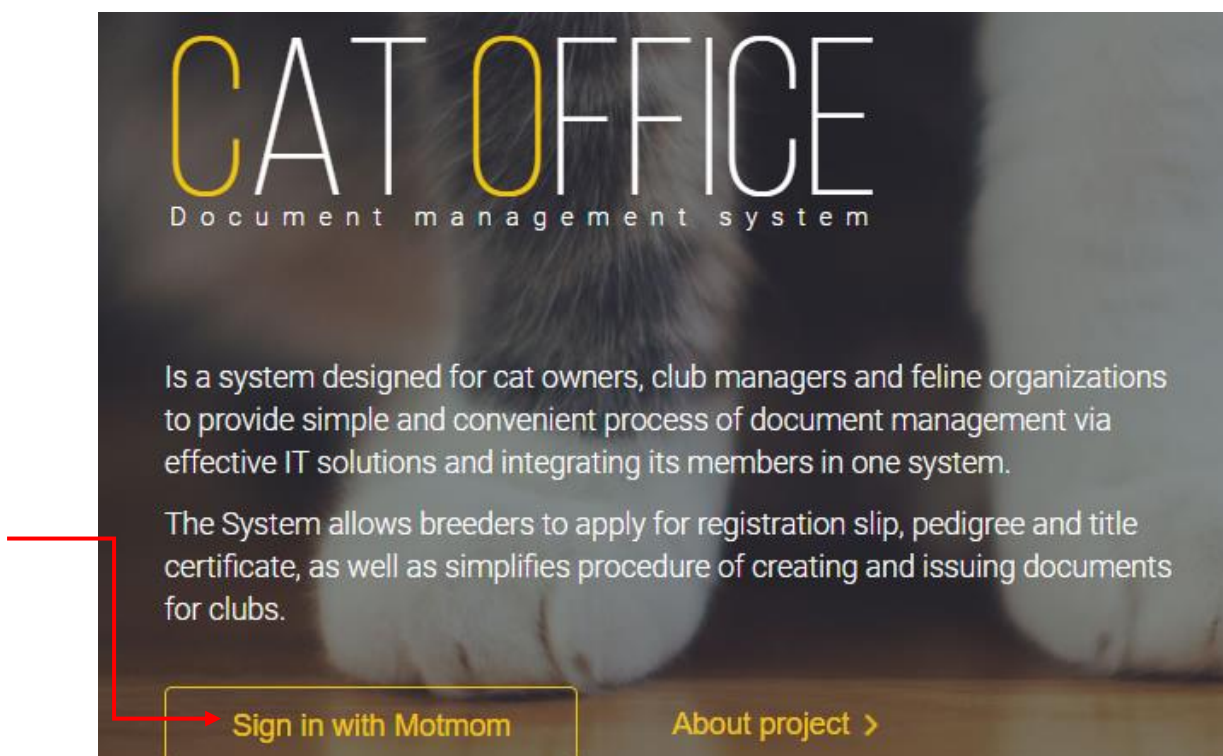 CAT OFFICE
Document management system
Is a system designed for cat owners, club managers and feline organizations
to provide simple and convenient process of document management via
effective IT solutions and integrating its members in one system.
The System allows breeders to apply for registration slip, pedigree and title
certificate, as well as simplifies procedure of creating and issuing documents
for clubs.
Sign in with Motmom
About project >